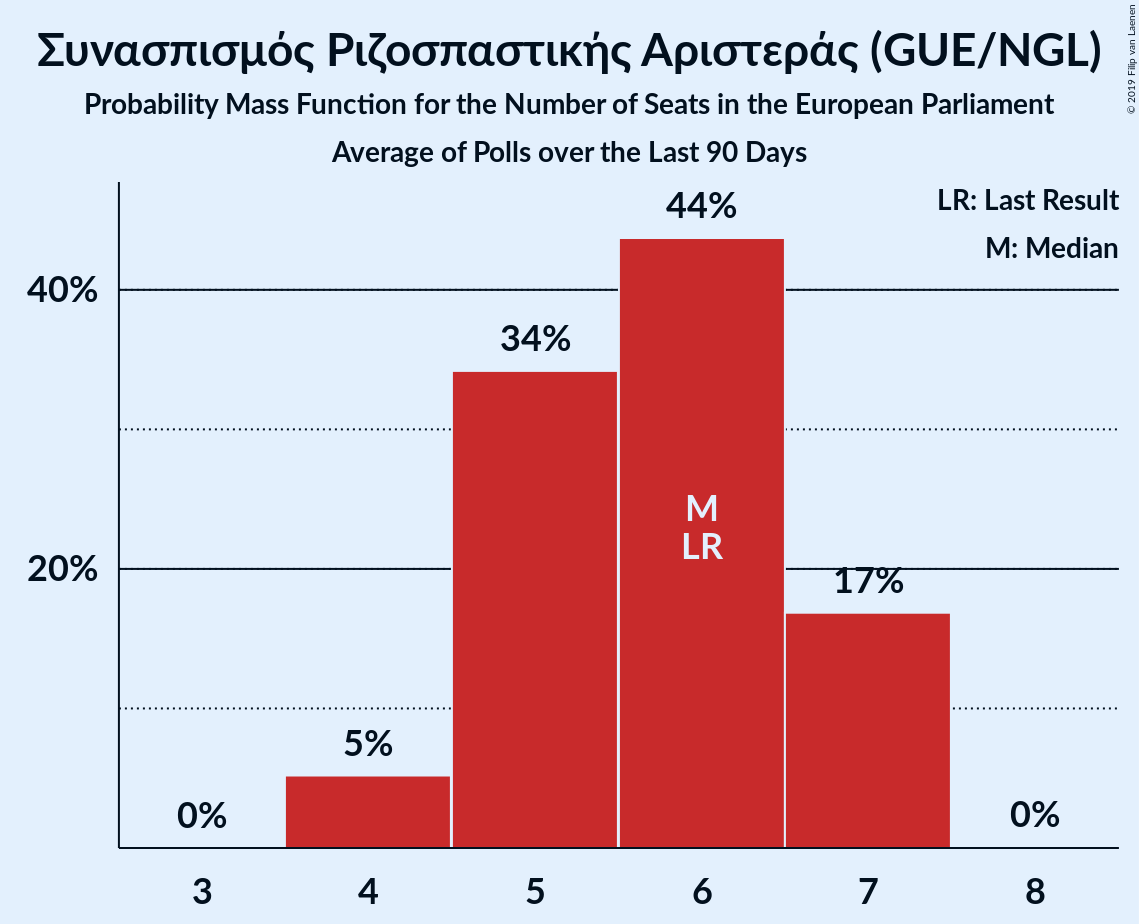 Συνασπισμός Ριζοσπαστικής Αριστεράς (GUE/NGL)
Probability Mass Function for the Number of Seats in the European Parliament
Average of Polls over the Last 90 Days
© 2019 Filip van Laenen
LR: Last Result
M: Median
44%
40%
34%
M
LR
20%
17%
5%
0%
0%
3 4 5 6 7 8